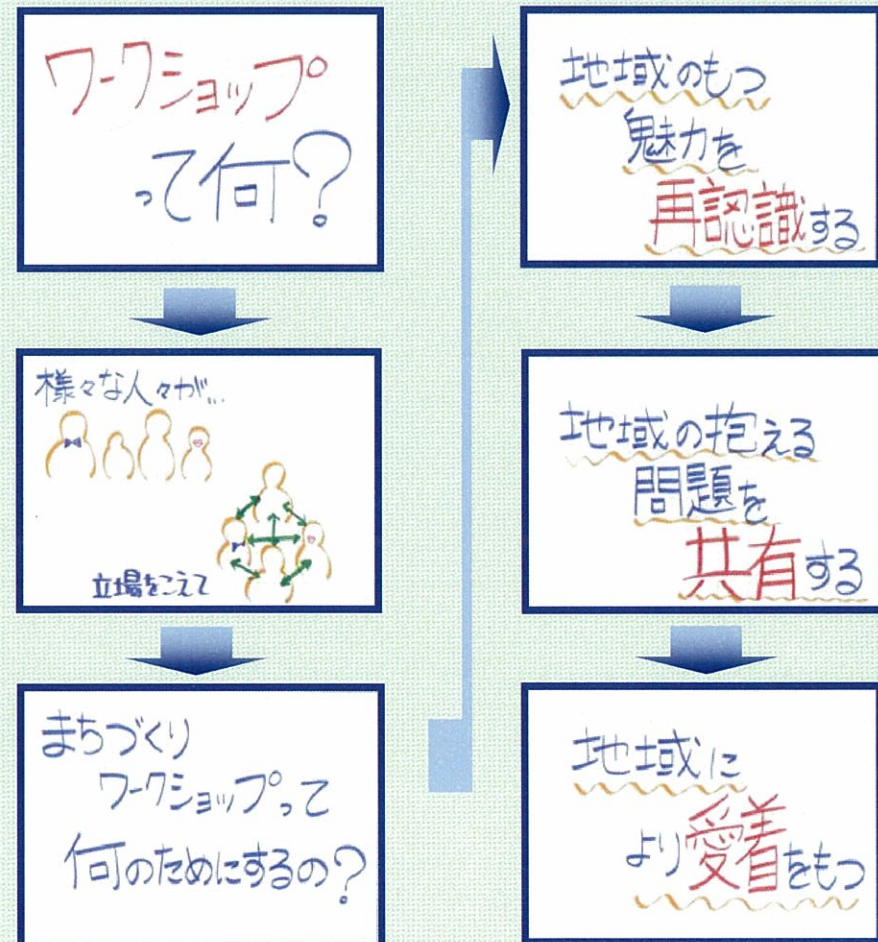 ワークショップ
って何?
様々な人々が...
立場をこえて
まちづくり
ワークショップって
何のためにするの?
地域のもつ
魅力を
再認識する
地域の抱える
問題を
共有する
地域に
より愛着をもつ